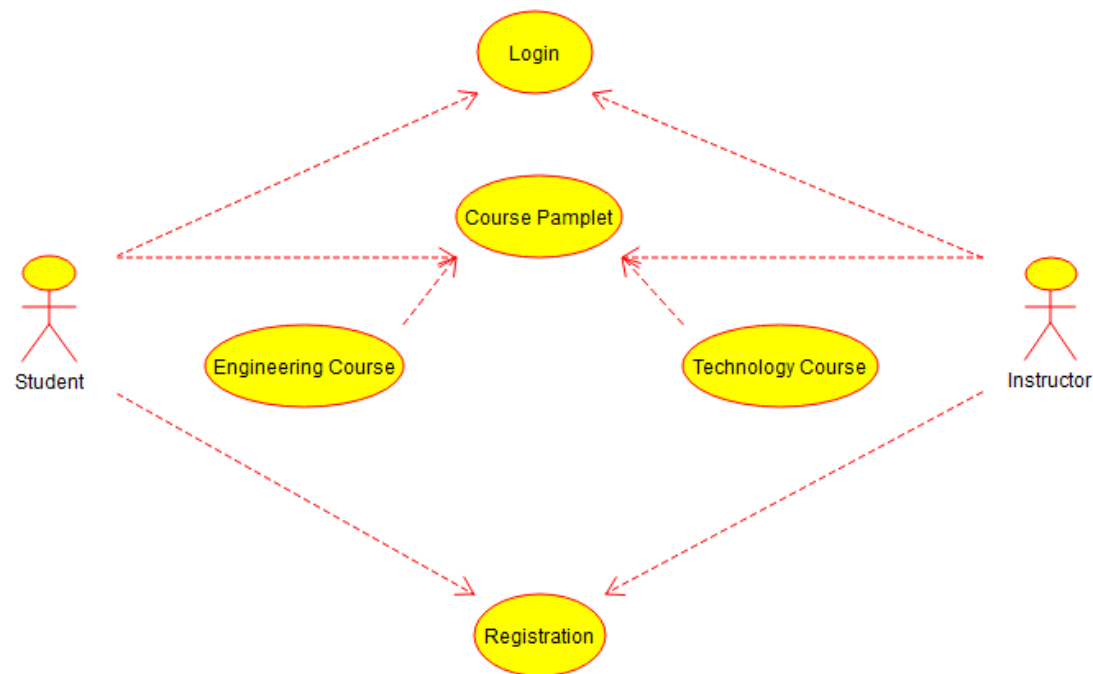 Login
Course Pamplet
Engineering Course
Technology Course
Student
Instructor
Registration